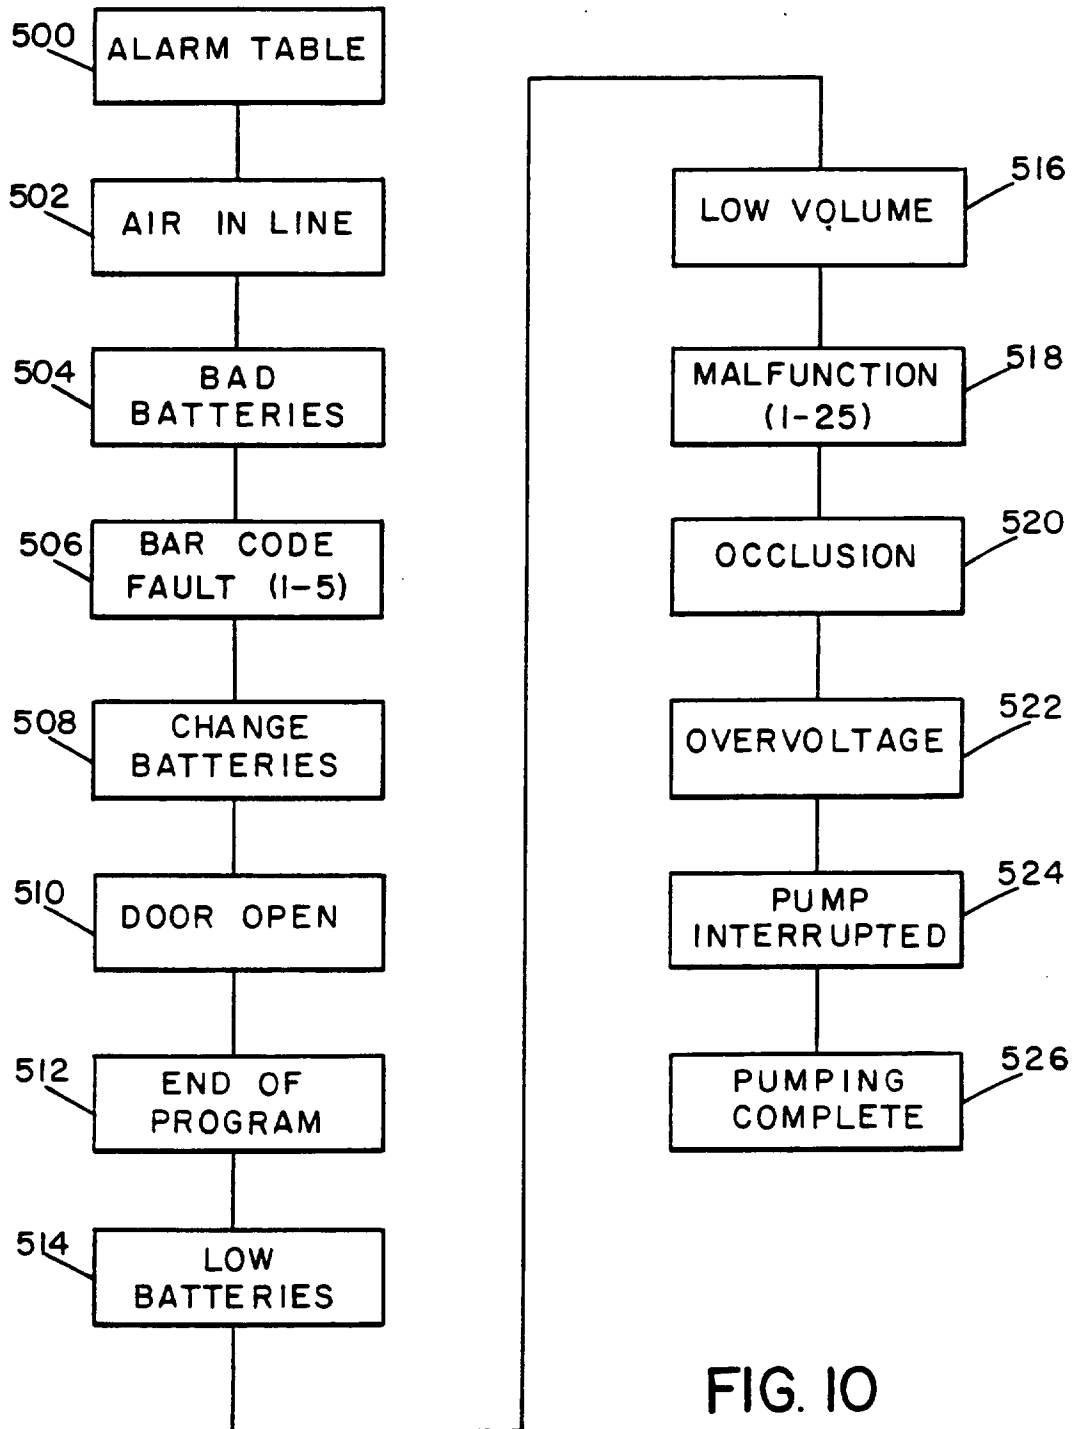 500
ALARM TABLE
502
AIR IN LINE
504
BAD
BATTERIES
506
BAR CODE
FAULT (1-5)
508
CHANGE
BATTERIES
510
DOOR OPEN
512
END OF
PROGRAM
514
LOW
BATTERIES
516
LOW VOLUME
518
MALFUNCTION
(1-25)
520
OCCLUSION
522
OVERVOLTAGE
524
PUMP
INTERRUPTED
526
PUMPING
COMPLETE
FIG. 10